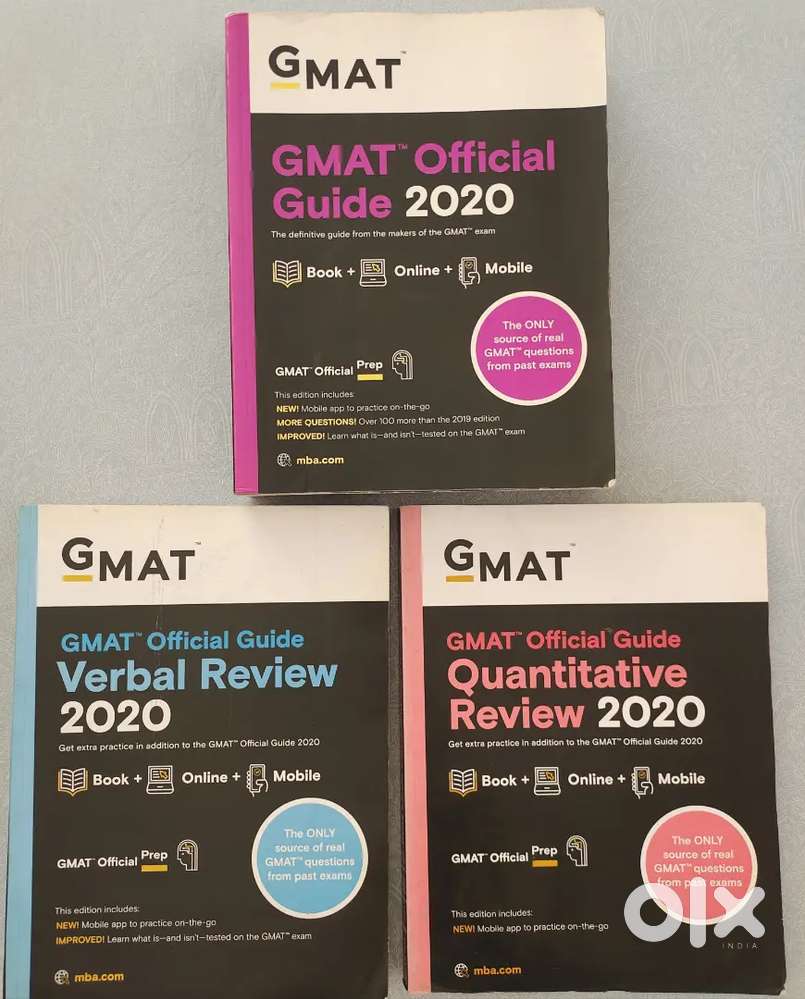 GMAT™
GMAT™ Official
Guide 2020
The definitive guide from the makers of the GMAT™ exam
Book + Online + Mobile
The ONLY
source of real
GMAT™ questions
from past exams
GMAT™ Official Prep
This edition includes:
NEW! Mobile app to practice on-the-go
MORE QUESTIONS! Over 100 more than the 2019 edition
IMPROVED! Learn what is—and isn't—tested on the GMAT™ exam
mba.com
GMAT™
GMAT™ Official Guide
Verbal Review
2020
Get extra practice in addition to the GMAT™ Official Guide 2020
Book + Online + Mobile
The ONLY
source of real
GMAT™ questions
from past exams
GMAT™ Official Prep
This edition includes:
NEW! Mobile app to practice on-the-go
IMPROVED! Learn what is—and isn't—tested on the GMAT™ exam
mba.com
GMAT™
GMAT™ Official Guide
Quantitative
Review 2020
Get extra practice in addition to the GMAT™ Official Guide 2020
Book + Online + Mobile
The ONLY
source of real
GMAT™ questions
from past exams
GMAT™ Official Prep
This edition includes:
NEW! Mobile app to practice on-the-go
mba.com
olx
INDIA